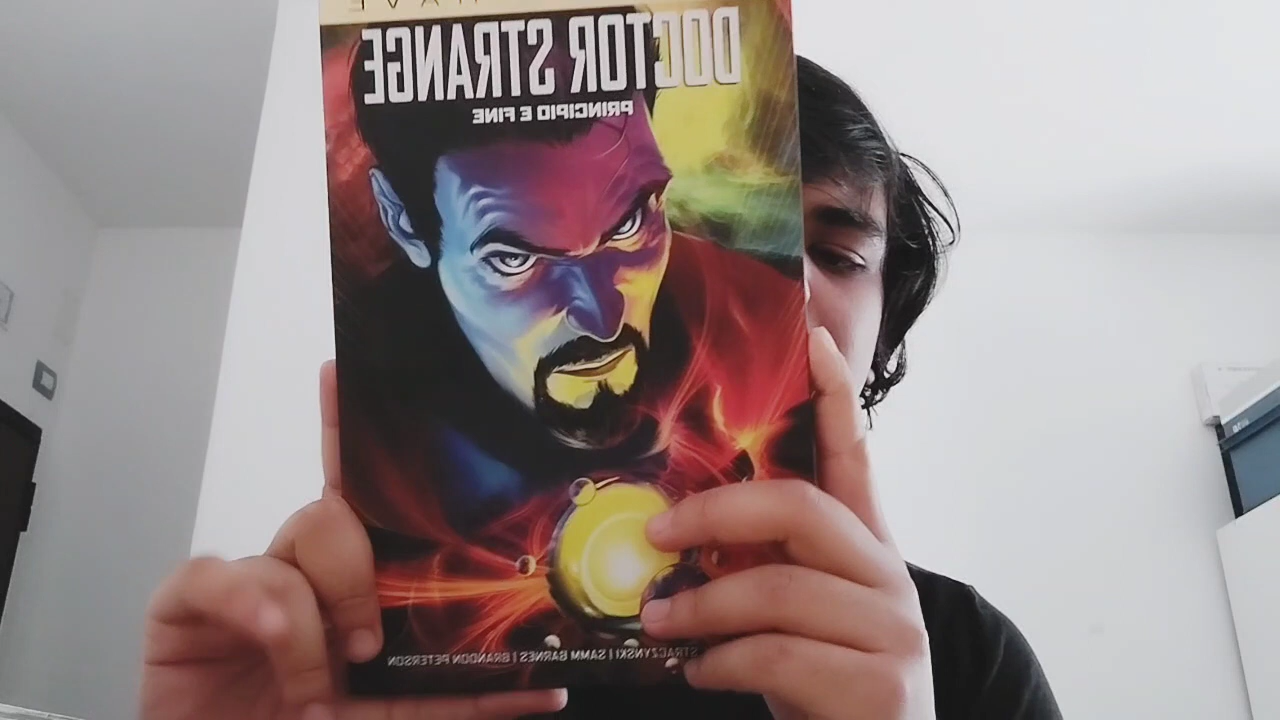 DOCTOR STRANGE
PRINCIPIO E FINE
STRACZYNSKI | SAMM BARNES | BRANDON PETERSON